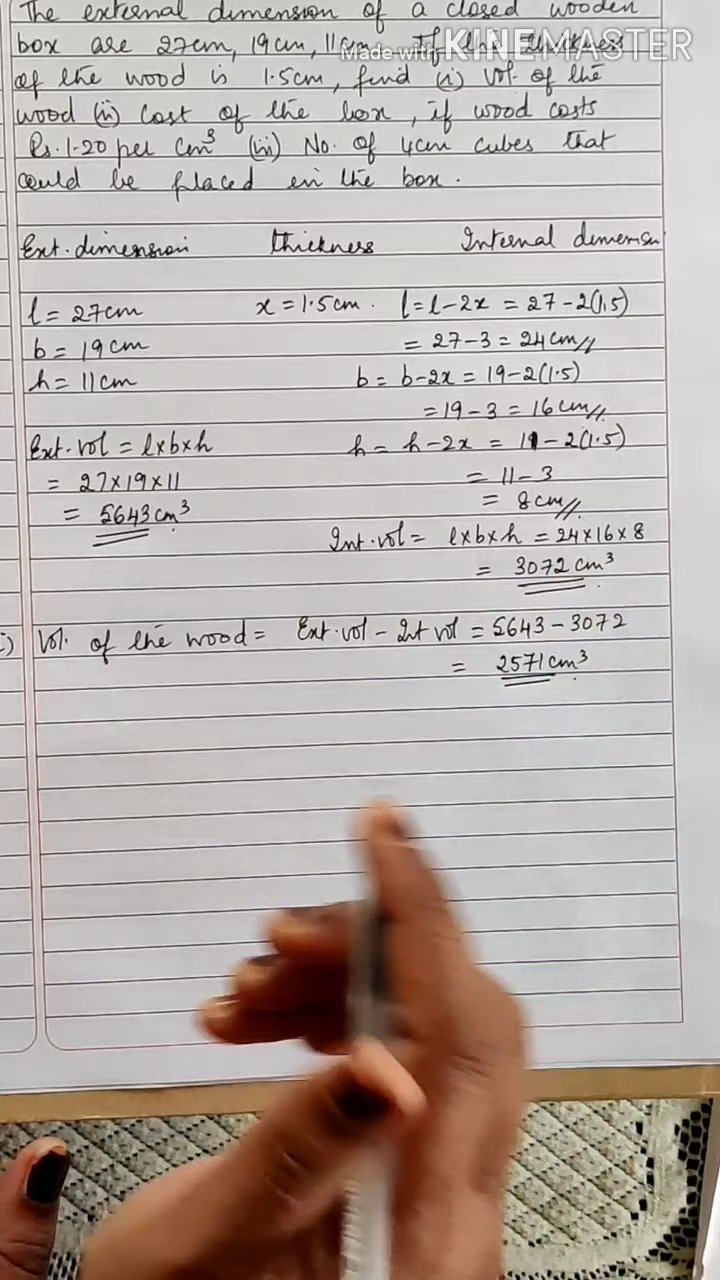 The external dimension of a closed wooden
box are 27cm, 19cm, 11cm. If the thickness
Made with KINEMASTER
of the wood is 1.5cm, find (i) Vol. of the
wood (ii) Cost of the box, if wood costs
Rs.1-20 per cm³ (iii) No. of 4cm cubes that
could be placed in the box.
Ext. dimension thickness Internal dimensi
l = 27cm x = 1.5cm. l = l-2x = 27-2(1.5)
b = 19cm = 27-3 = 24cm//
h = 11cm b = b-2x = 19-2(1.5)
= 19-3 = 16cm//
Ext. vol = l×b×h h = h-2x = 11-2(1.5)
= 27×19×11 = 11-3
= 5643cm³ = 8cm//
Int. vol = l×b×h = 24×16×8
= 3072cm³
i) Vol. of the wood = Ext. vol - Int vol = 5643-3072
= 2571cm³